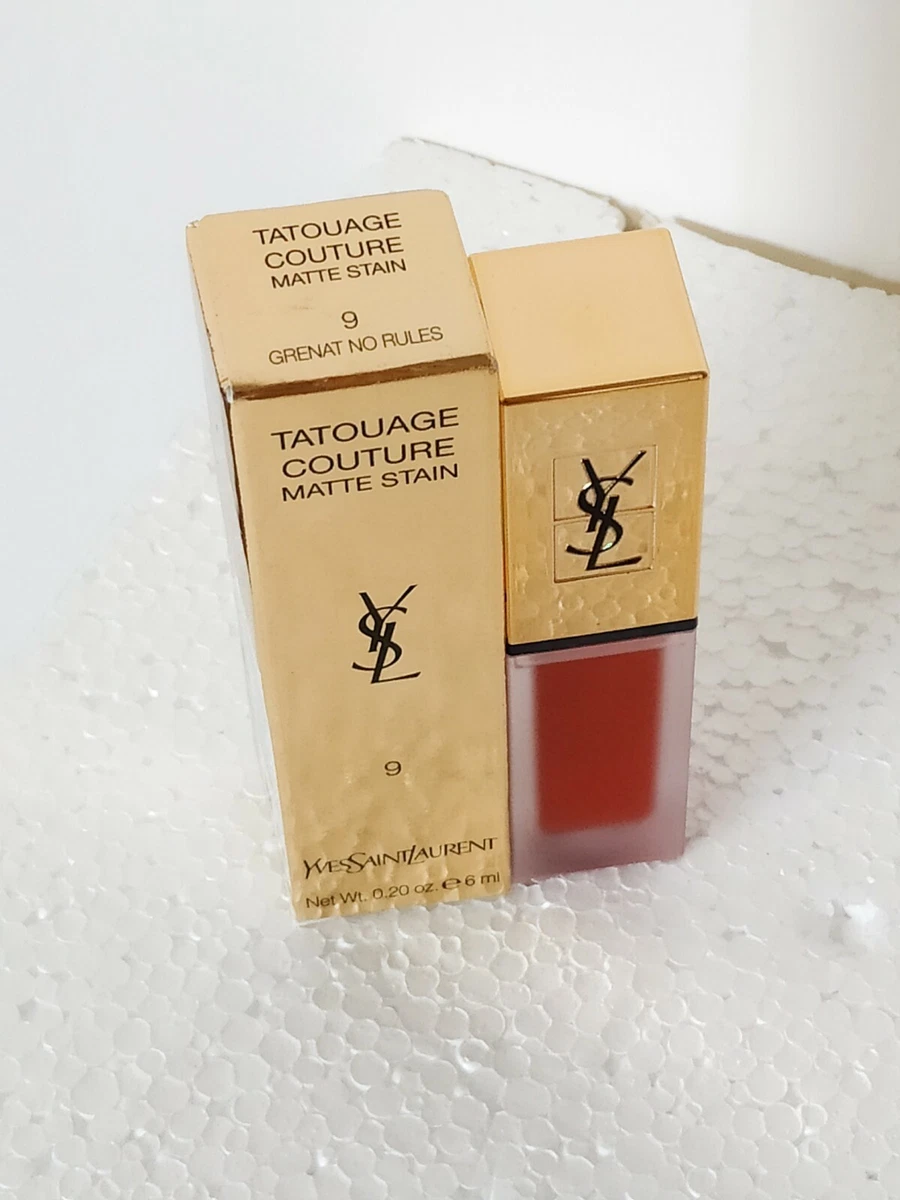 TATOUAGE
COUTURE
MATTE STAIN
9
GRENAT NO RULES
TATOUAGE
COUTURE
MATTE STAIN
YSL
9
YVESSAINTLAURENT
Net Wt. 0.20 oz. e 6 ml
YSL